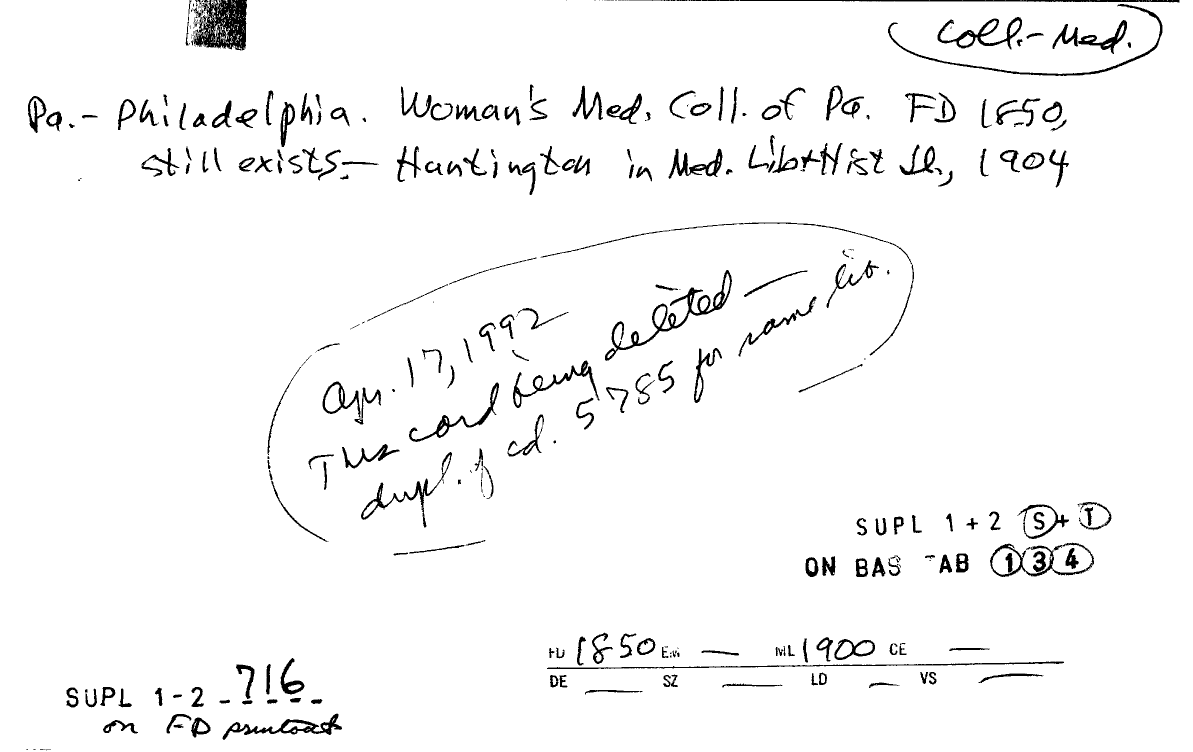 Coll.- Med.
Pa.- Philadelphia. Woman's Med. Coll. of Pa. FD 1850,
still exists — Huntington in Med. Lib + Hist Jl., 1904
Apr. 17, 1992
This card being deleted —
dupl. of cd. 5785 for same lib.
SUPL 1 + 2 S + T
ON BAS TAB 1 3 4
FD 1850 EM — ML 1900 CE —
DE — SZ — LD — VS —
SUPL 1-2 - 716
on FD printout